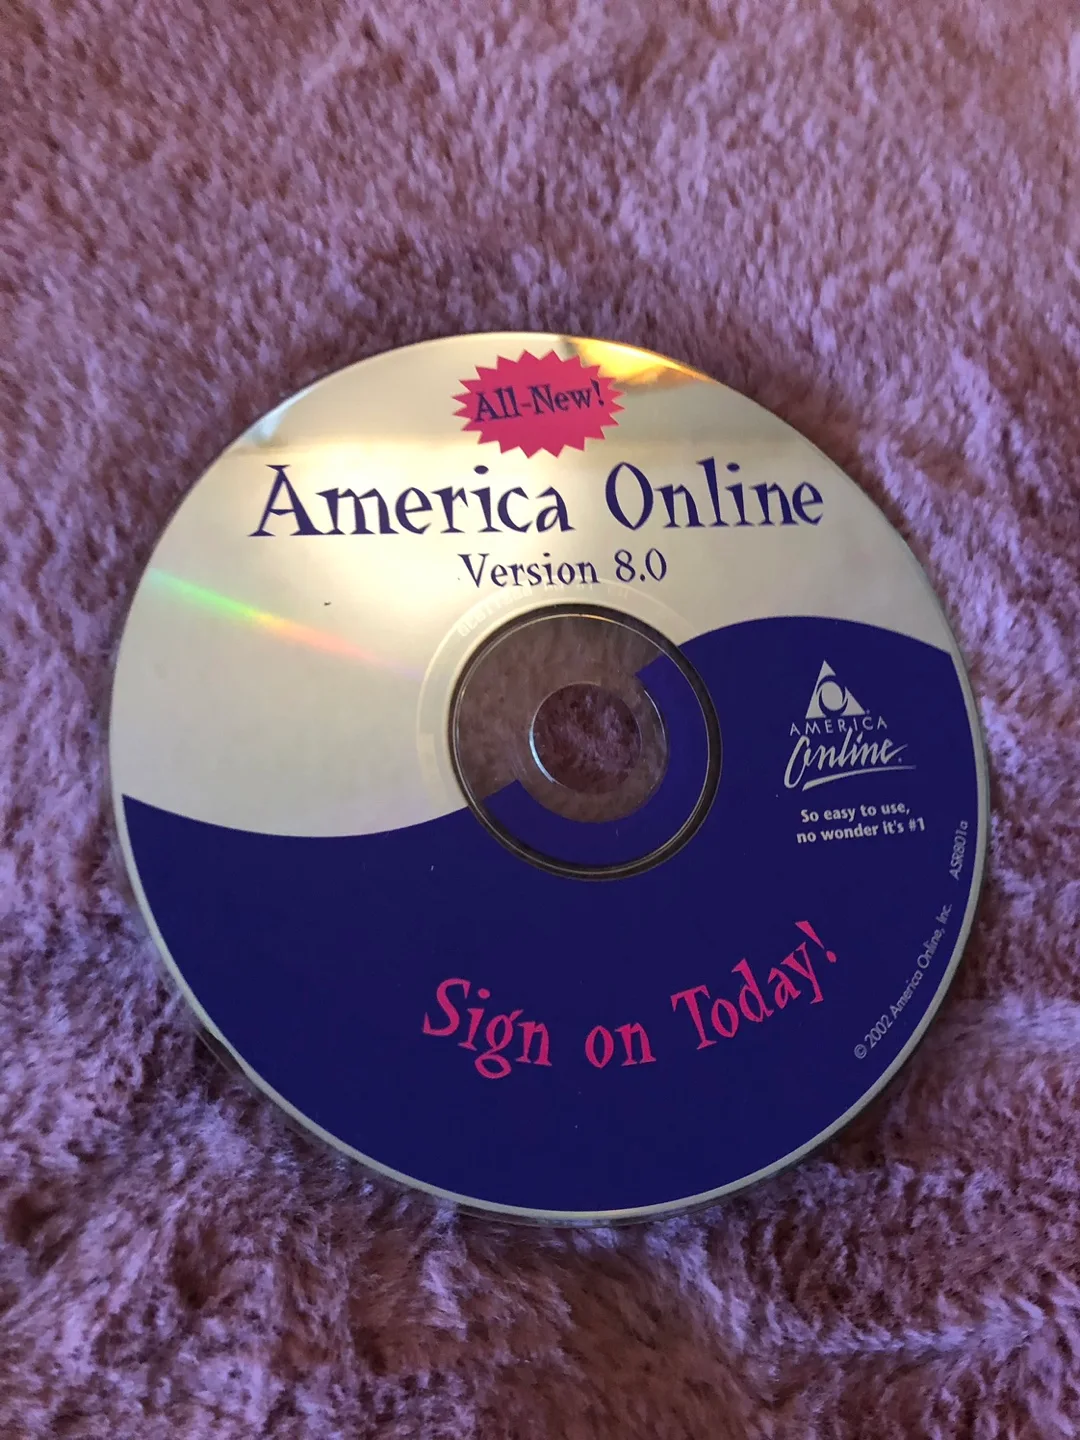 All-New!
America Online
Version 8.0
AMERICA
Online
So easy to use,
no wonder it's #1
Sign on Today!
© 2002 America Online, Inc. ASR801a